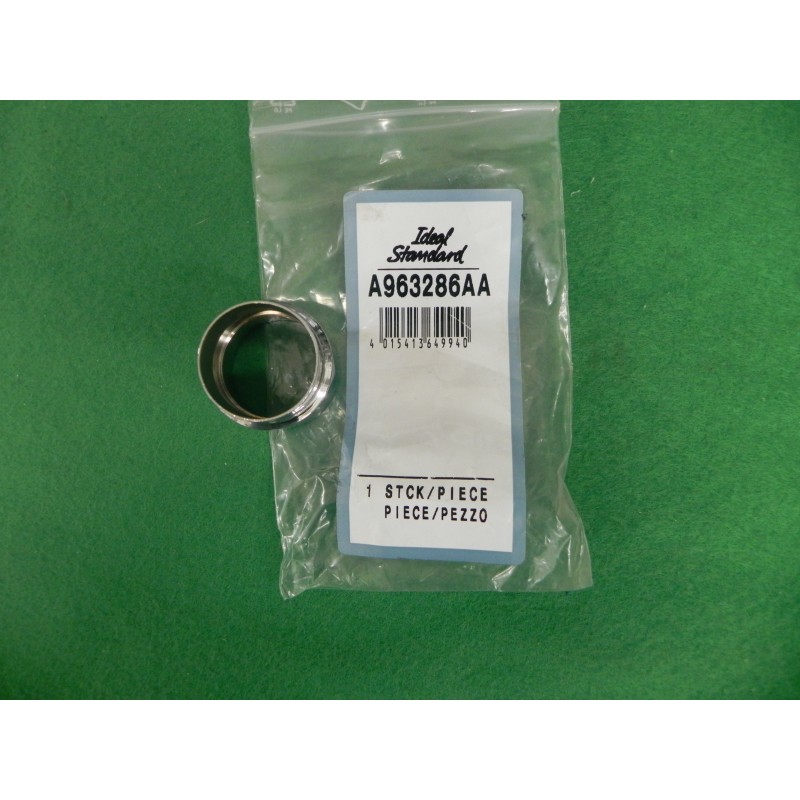 Ideal
Standard
A963286AA
4 015413 649940
1 STCK/PIECE
PIECE/PEZZO